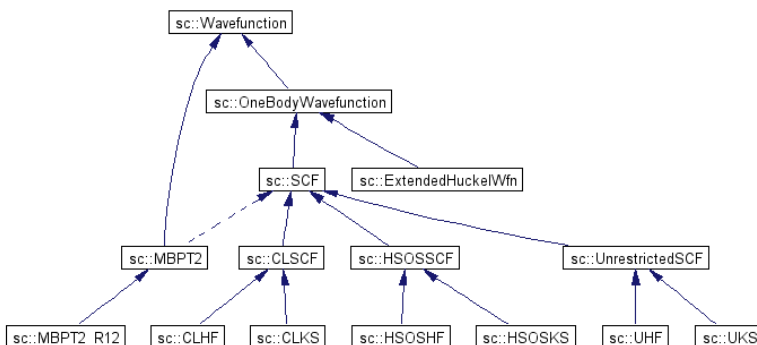 sc::Wavefunction
sc::OneBodyWavefunction
sc::SCF
sc::ExtendedHuckelWfn
sc::MBPT2
sc::CLSCF
sc::HSOSSCF
sc::UnrestrictedSCF
sc::MBPT2_R12
sc::CLHF
sc::CLKS
sc::HSOSHF
sc::HSOSKS
sc::UHF
sc::UKS